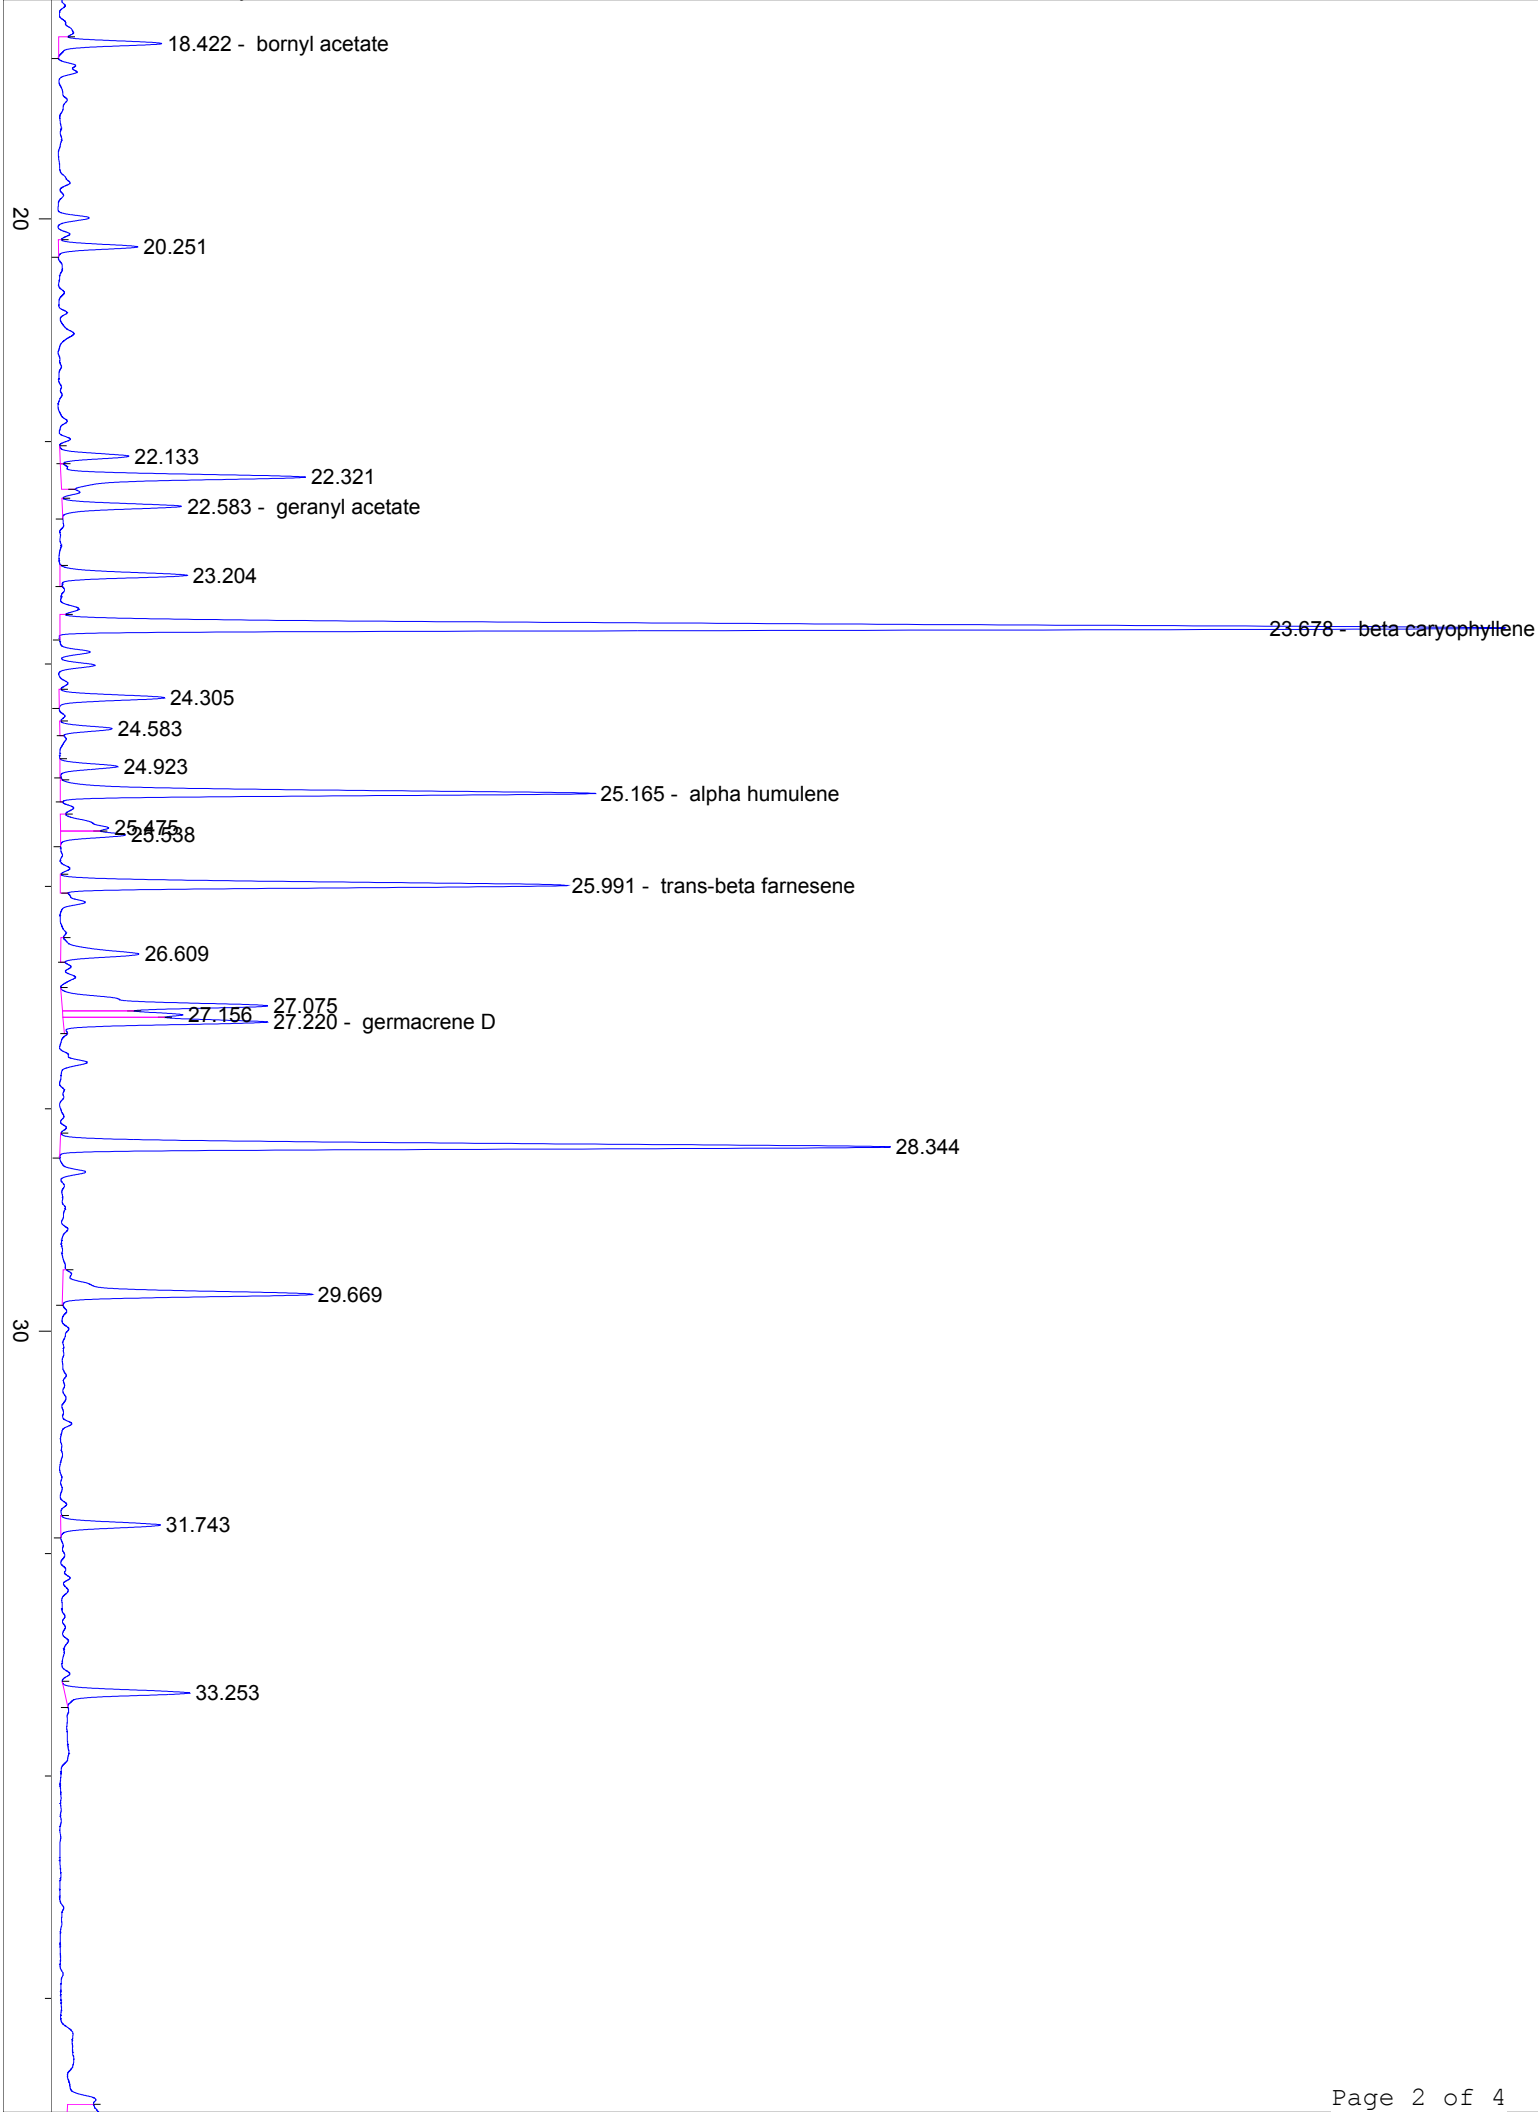 18.422 - bornyl acetate
20
20.251
22.133
22.321
22.583 - geranyl acetate
23.204
23.678 - beta caryophyllene
24.305
24.583
24.923
25.165 - alpha humulene
25.475
25.538
25.991 - trans-beta farnesene
26.609
27.075
27.156
27.220 - germacrene D
28.344
29.669
30
31.743
33.253
Page 2 of 4